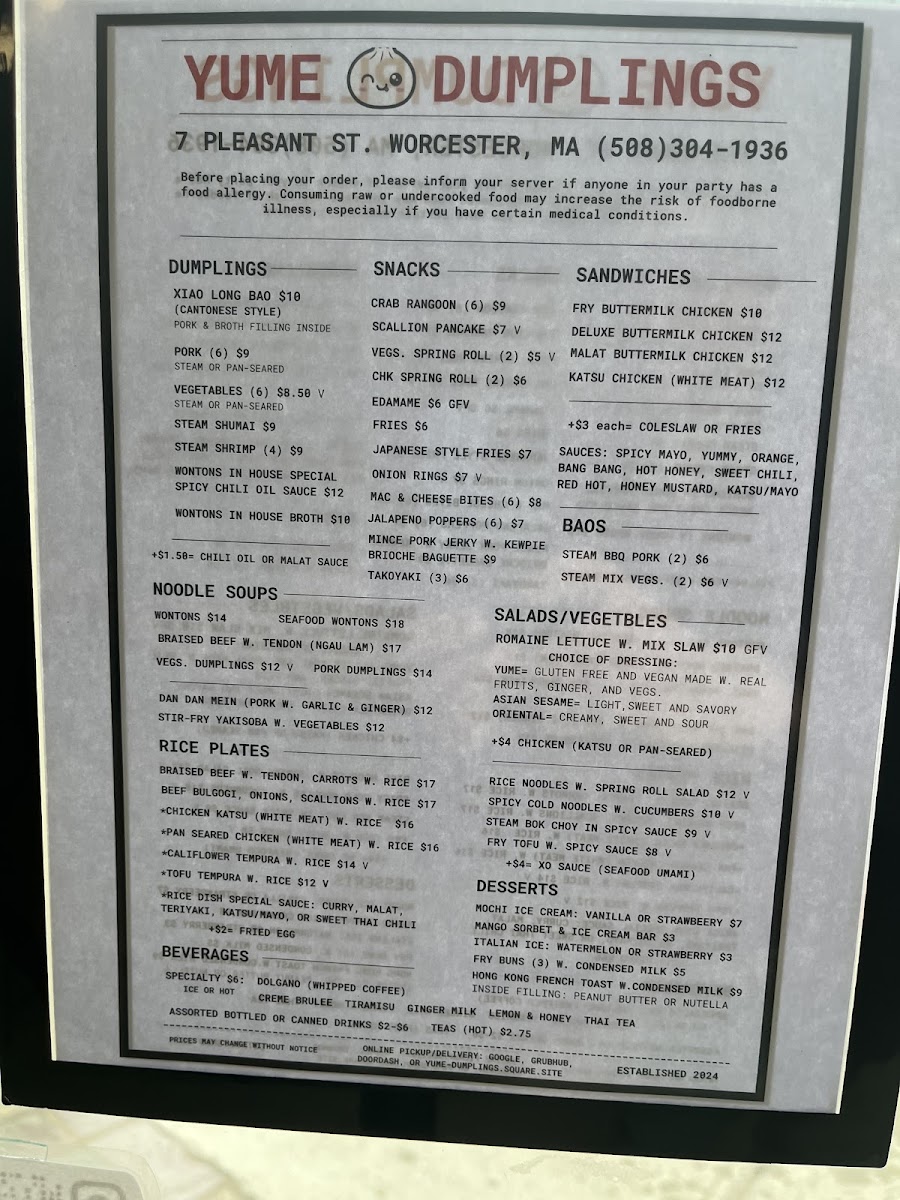 YUME DUMPLINGS
7 PLEASANT ST. WORCESTER, MA (508)304-1936
Before placing your order, please inform your server if anyone in your party has a
food allergy. Consuming raw or undercooked food may increase the risk of foodborne
illness, especially if you have certain medical conditions.
DUMPLINGS
XIAO LONG BAO $10
(CANTONESE STYLE)
PORK & BROTH FILLING INSIDE
PORK (6) $9
STEAM OR PAN-SEARED
VEGETABLES (6) $8.50 V
STEAM OR PAN-SEARED
STEAM SHUMAI $9
STEAM SHRIMP (4) $9
WONTONS IN HOUSE SPECIAL
SPICY CHILI OIL SAUCE $12
WONTONS IN HOUSE BROTH $10
+$1.50= CHILI OIL OR MALAT SAUCE
SNACKS
CRAB RANGOON (6) $9
SCALLION PANCAKE $7 V
VEGS. SPRING ROLL (2) $5 V
CHK SPRING ROLL (2) $6
EDAMAME $6 GFV
FRIES $6
JAPANESE STYLE FRIES $7
ONION RINGS $7 V
MAC & CHEESE BITES (6) $8
JALAPENO POPPERS (6) $7
MINCE PORK JERKY W. KEWPIE
BRIOCHE BAGUETTE $9
TAKOYAKI (3) $6
SANDWICHES
FRY BUTTERMILK CHICKEN $10
DELUXE BUTTERMILK CHICKEN $12
MALAT BUTTERMILK CHICKEN $12
KATSU CHICKEN (WHITE MEAT) $12
+$3 each= COLESLAW OR FRIES
SAUCES: SPICY MAYO, YUMMY, ORANGE,
BANG BANG, HOT HONEY, SWEET CHILI,
RED HOT, HONEY MUSTARD, KATSU/MAYO
BAOS
STEAM BBQ PORK (2) $6
STEAM MIX VEGS. (2) $6 V
NOODLE SOUPS
WONTONS $14 SEAFOOD WONTONS $18
BRAISED BEEF W. TENDON (NGAU LAM) $17
VEGS. DUMPLINGS $12 V PORK DUMPLINGS $14
DAN DAN MEIN (PORK W. GARLIC & GINGER) $12
STIR-FRY YAKISOBA W. VEGETABLES $12
RICE PLATES
BRAISED BEEF W. TENDON, CARROTS W. RICE $17
BEEF BULGOGI, ONIONS, SCALLIONS W. RICE $17
*CHICKEN KATSU (WHITE MEAT) W. RICE $16
*PAN SEARED CHICKEN (WHITE MEAT) W. RICE $16
*CALIFLOWER TEMPURA W. RICE $14 V
*TOFU TEMPURA W. RICE $12 V
*RICE DISH SPECIAL SAUCE: CURRY, MALAT,
TERIYAKI, KATSU/MAYO, OR SWEET THAI CHILI
+$2= FRIED EGG
SALADS/VEGETBLES
ROMAINE LETTUCE W. MIX SLAW $10 GFV
CHOICE OF DRESSING:
YUME= GLUTEN FREE AND VEGAN MADE W. REAL
FRUITS, GINGER, AND VEGS.
ASIAN SESAME= LIGHT,SWEET AND SAVORY
ORIENTAL= CREAMY, SWEET AND SOUR
+$4 CHICKEN (KATSU OR PAN-SEARED)
RICE NOODLES W. SPRING ROLL SALAD $12 V
SPICY COLD NOODLES W. CUCUMBERS $10 V
STEAM BOK CHOY IN SPICY SAUCE $9 V
FRY TOFU W. SPICY SAUCE $8 V
+$4= XO SAUCE (SEAFOOD UMAMI)
DESSERTS
MOCHI ICE CREAM: VANILLA OR STRAWBEERY $7
MANGO SORBET & ICE CREAM BAR $3
ITALIAN ICE: WATERMELON OR STRAWBERRY $3
FRY BUNS (3) W. CONDENSED MILK $5
HONG KONG FRENCH TOAST W.CONDENSED MILK $9
INSIDE FILLING: PEANUT BUTTER OR NUTELLA
BEVERAGES
SPECIALTY $6: DOLGANO (WHIPPED COFFEE)
ICE OR HOT
CREME BRULEE TIRAMISU GINGER MILK LEMON & HONEY THAI TEA
ASSORTED BOTTLED OR CANNED DRINKS $2-$6 TEAS (HOT) $2.75
PRICES MAY CHANGE WITHOUT NOTICE
ONLINE PICKUP/DELIVERY: GOOGLE, GRUBHUB,
DOORDASH, OR YUME-DUMPLINGS.SQUARE.SITE
ESTABLISHED 2024